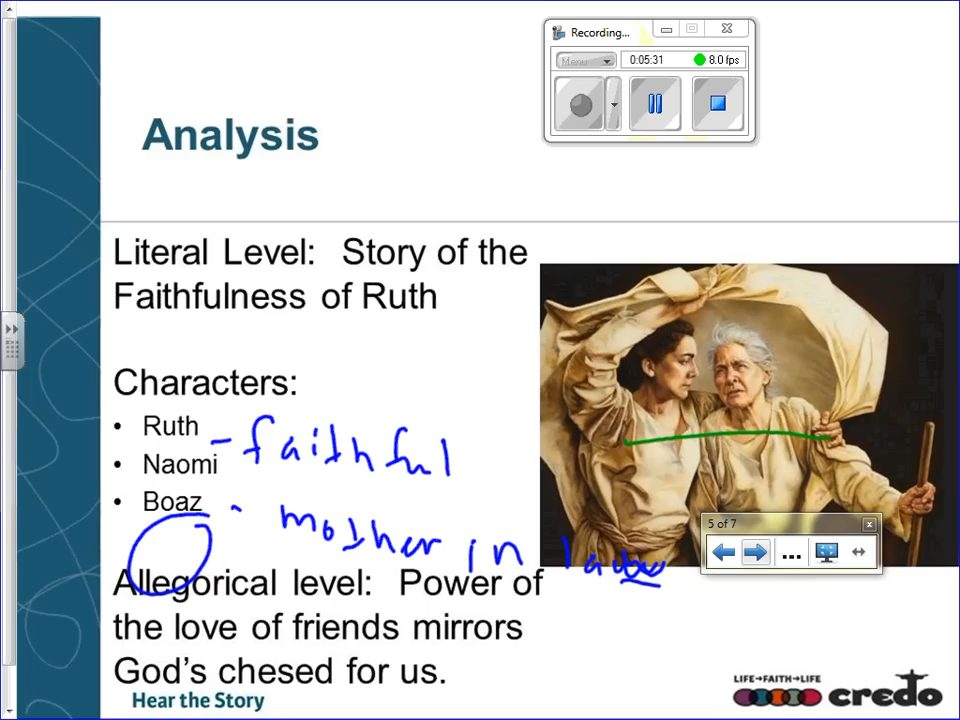 Recording...
Menu
0:05:31
8.0 fps
Analysis
Literal Level: Story of the
Faithfulness of Ruth
Characters:
• Ruth
- faithful
• Naomi
• Boaz
- mother in law
Allegorical level: Power of
the love of friends mirrors
God's chesed for us.
5 of 7
Hear the Story
LIFE→FAITH→LIFE
credo